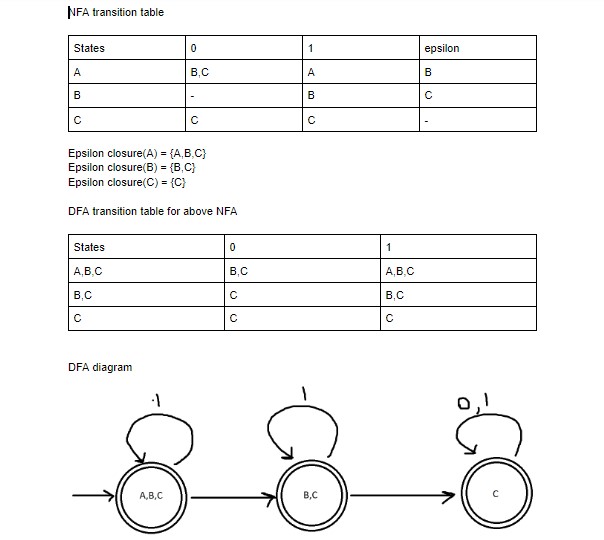 NFA transition table
States 0 1 epsilon
A B,C A B
B - B C
C C C -
Epsilon closure(A) = {A,B,C}
Epsilon closure(B) = {B,C}
Epsilon closure(C) = {C}
DFA transition table for above NFA
States 0 1
A,B,C B,C A,B,C
B,C C B,C
C C C
DFA diagram
1 1 0,1
A,B,C B,C C